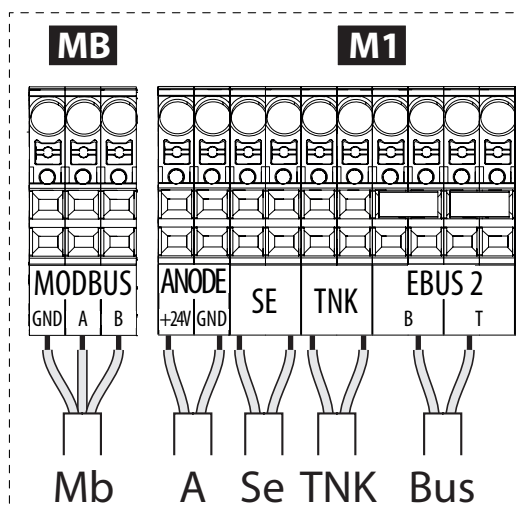 MB M1
MODBUS ANODE SE TNK EBUS 2
GND A B +24V GND B T
Mb A Se TNK Bus